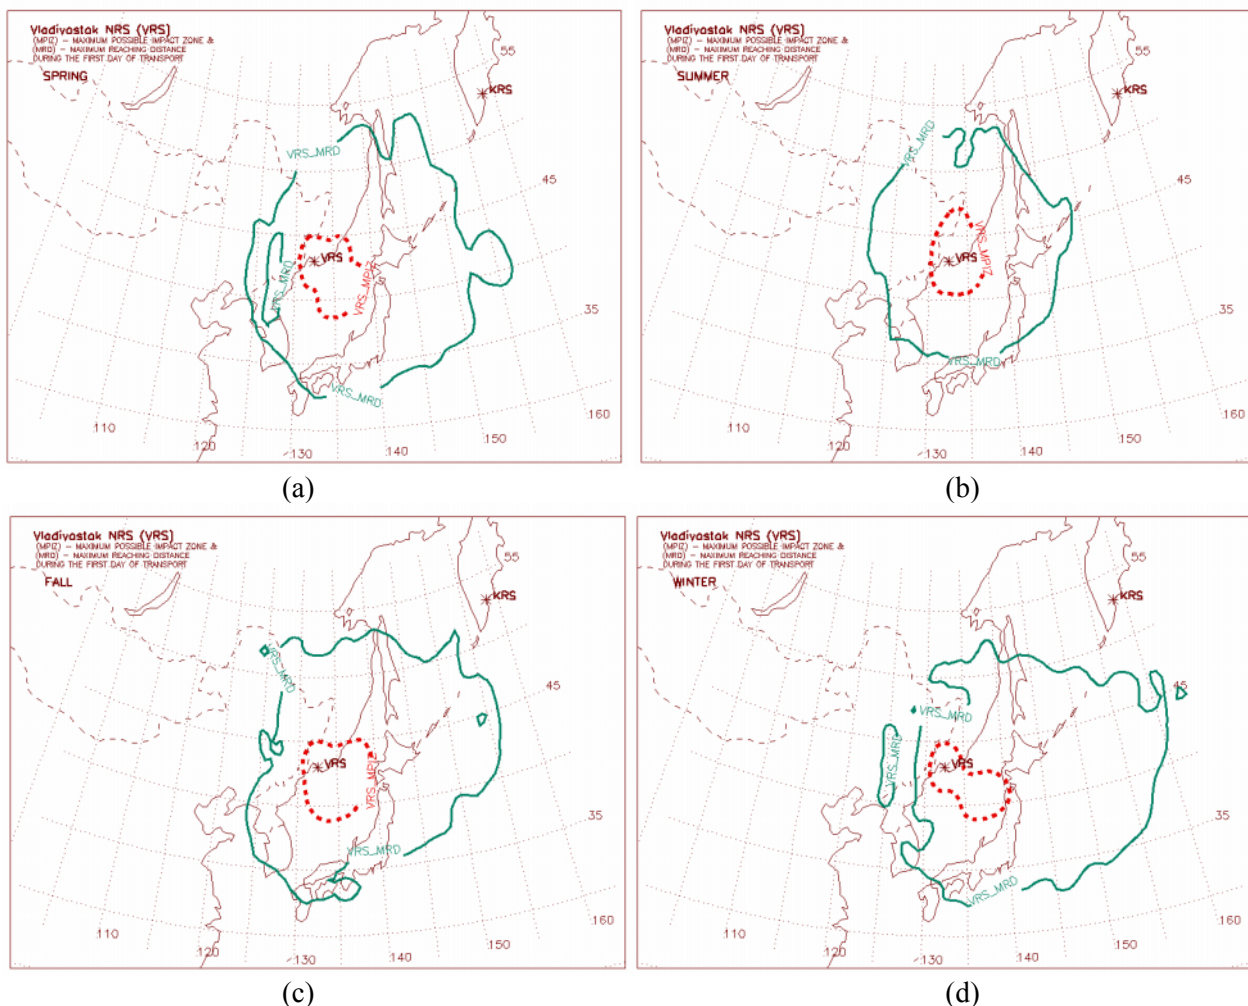 Vladivostak NRS (VRS)
(MPIZ) – MAXIMUM POSSIBLE IMPACT ZONE &
(MRD) – MAXIMUM REACHING DISTANCE
DURING THE FIRST DAY OF TRANSPORT
SPRING
55
KRS
VRS_MRD
45
VRS
VRS_MRD
VRS_MPIZ
35
VRS_MRD
160
110
150
120
140
130
(a)
Vladivostak NRS (VRS)
(MPIZ) – MAXIMUM POSSIBLE IMPACT ZONE &
(MRD) – MAXIMUM REACHING DISTANCE
DURING THE FIRST DAY OF TRANSPORT
SUMMER
55
KRS
VRS_MRD
45
VRS_MPIZ
VRS
35
VRS_MRD
160
110
150
120
140
130
(b)
Vladivostak NRS (VRS)
(MPIZ) – MAXIMUM POSSIBLE IMPACT ZONE &
(MRD) – MAXIMUM REACHING DISTANCE
DURING THE FIRST DAY OF TRANSPORT
FALL
55
KRS
VRS_MRD
45
VRS
VRS_MPIZ
35
VRS_MRD
160
110
150
120
140
130
(c)
Vladivostak NRS (VRS)
(MPIZ) – MAXIMUM POSSIBLE IMPACT ZONE &
(MRD) – MAXIMUM REACHING DISTANCE
DURING THE FIRST DAY OF TRANSPORT
WINTER
55
KRS
45
VRS_MRD
VRS_MRD
VRS
35
VRS_MRD
160
110
150
120
140
130
(d)